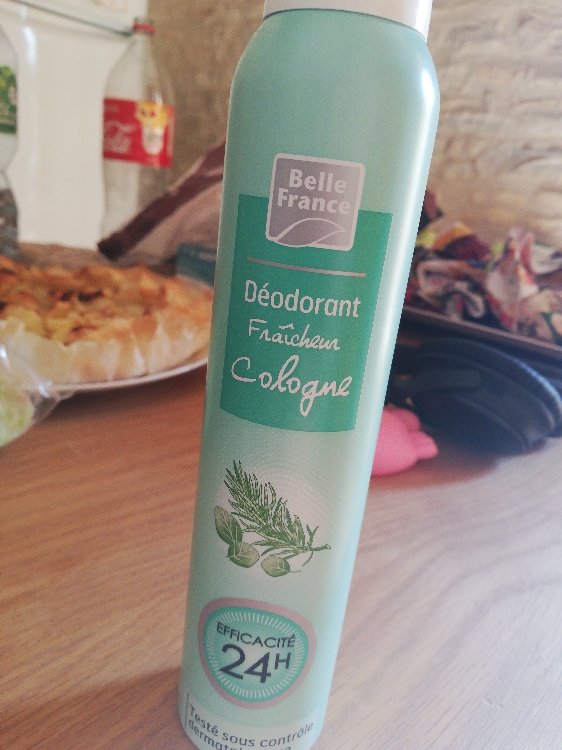 Belle
France
Déodorant
Fraîcheur
Cologne
EFFICACITÉ
24H
Testé sous contrôle